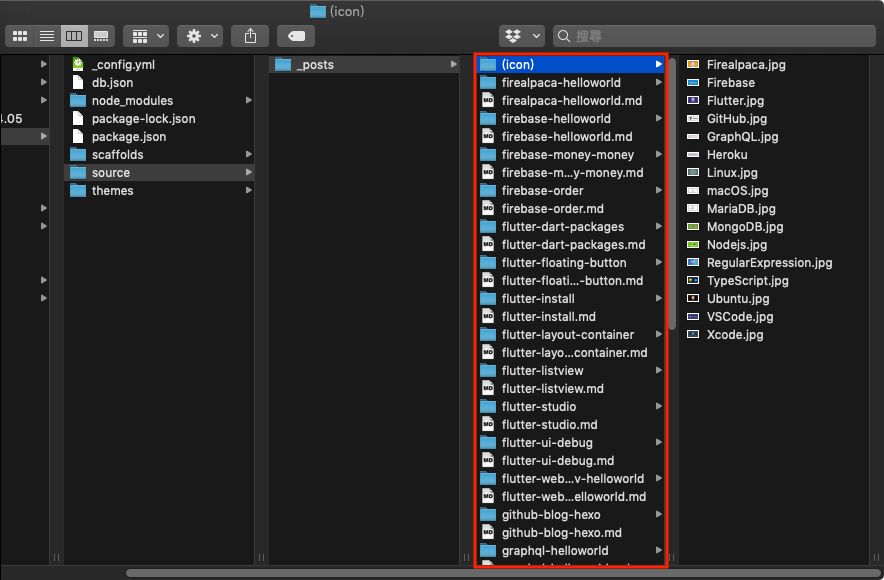 (icon)
搜尋
4.05
_config.yml
db.json
node_modules
package-lock.json
package.json
scaffolds
source
themes
_posts
(icon)
firealpaca-helloworld
firealpaca-helloworld.md
firebase-helloworld
firebase-helloworld.md
firebase-money-money
firebase-m...y-money.md
firebase-order
firebase-order.md
flutter-dart-packages
flutter-dart-packages.md
flutter-floating-button
flutter-floati...-button.md
flutter-install
flutter-install.md
flutter-layout-container
flutter-layo...container.md
flutter-listview
flutter-listview.md
flutter-studio
flutter-studio.md
flutter-ui-debug
flutter-ui-debug.md
flutter-web...v-helloworld
flutter-web...elloworld.md
github-blog-hexo
github-blog-hexo.md
graphql-helloworld
Firealpaca.jpg
Firebase
Flutter.jpg
GitHub.jpg
GraphQL.jpg
Heroku
Linux.jpg
macOS.jpg
MariaDB.jpg
MongoDB.jpg
Nodejs.jpg
RegularExpression.jpg
TypeScript.jpg
Ubuntu.jpg
VSCode.jpg
Xcode.jpg